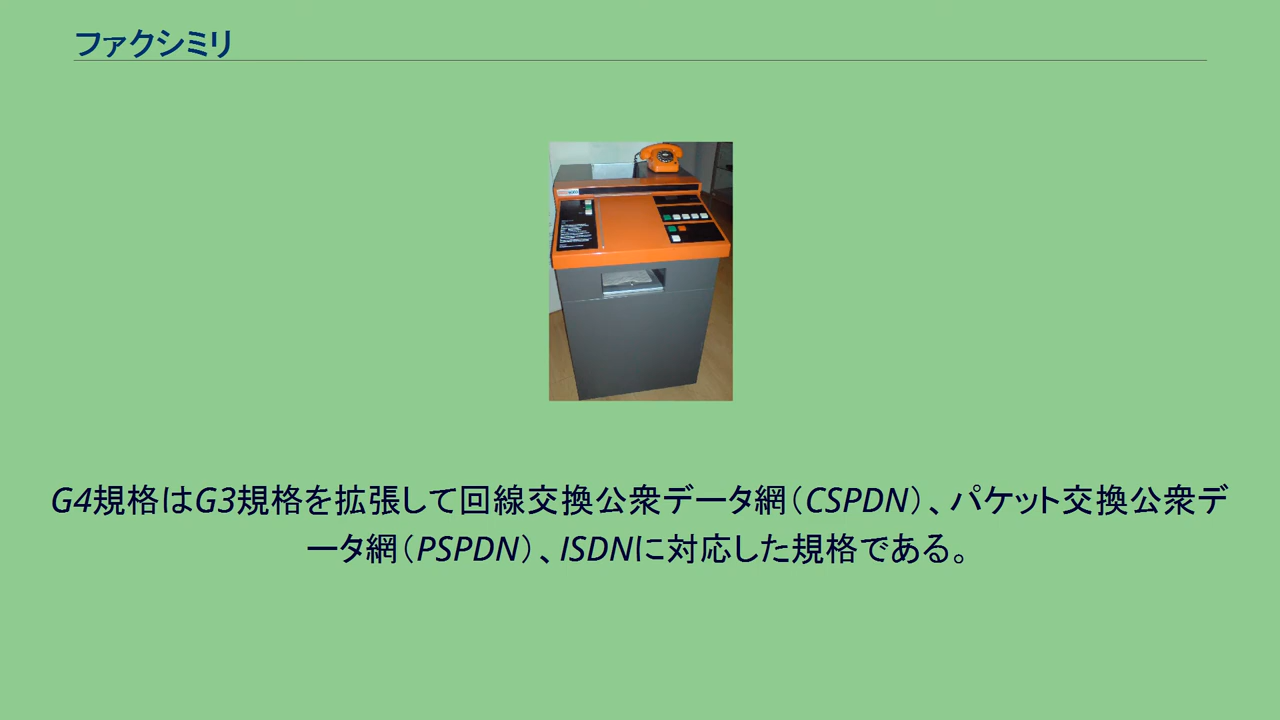 ファクシミリ
G4規格はG3規格を拡張して回線交換公衆データ網（CSPDN）、パケット交換公衆デ
ータ網（PSPDN）、ISDNに対応した規格である。